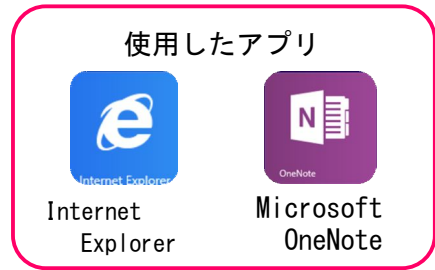 使用したアプリ
Internet Explorer
N
OneNote
Internet
Explorer
Microsoft
OneNote